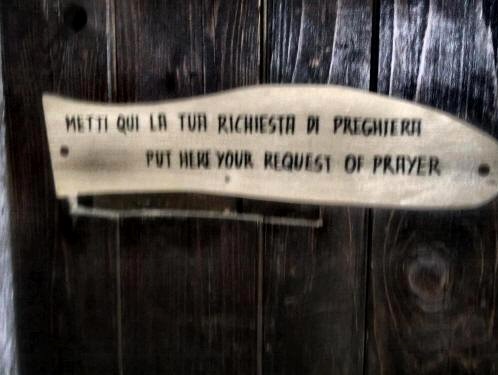 METTI QUI LA TUA RICHIESTA DI PREGHIERA
PUT HERE YOUR REQUEST OF PRAYER